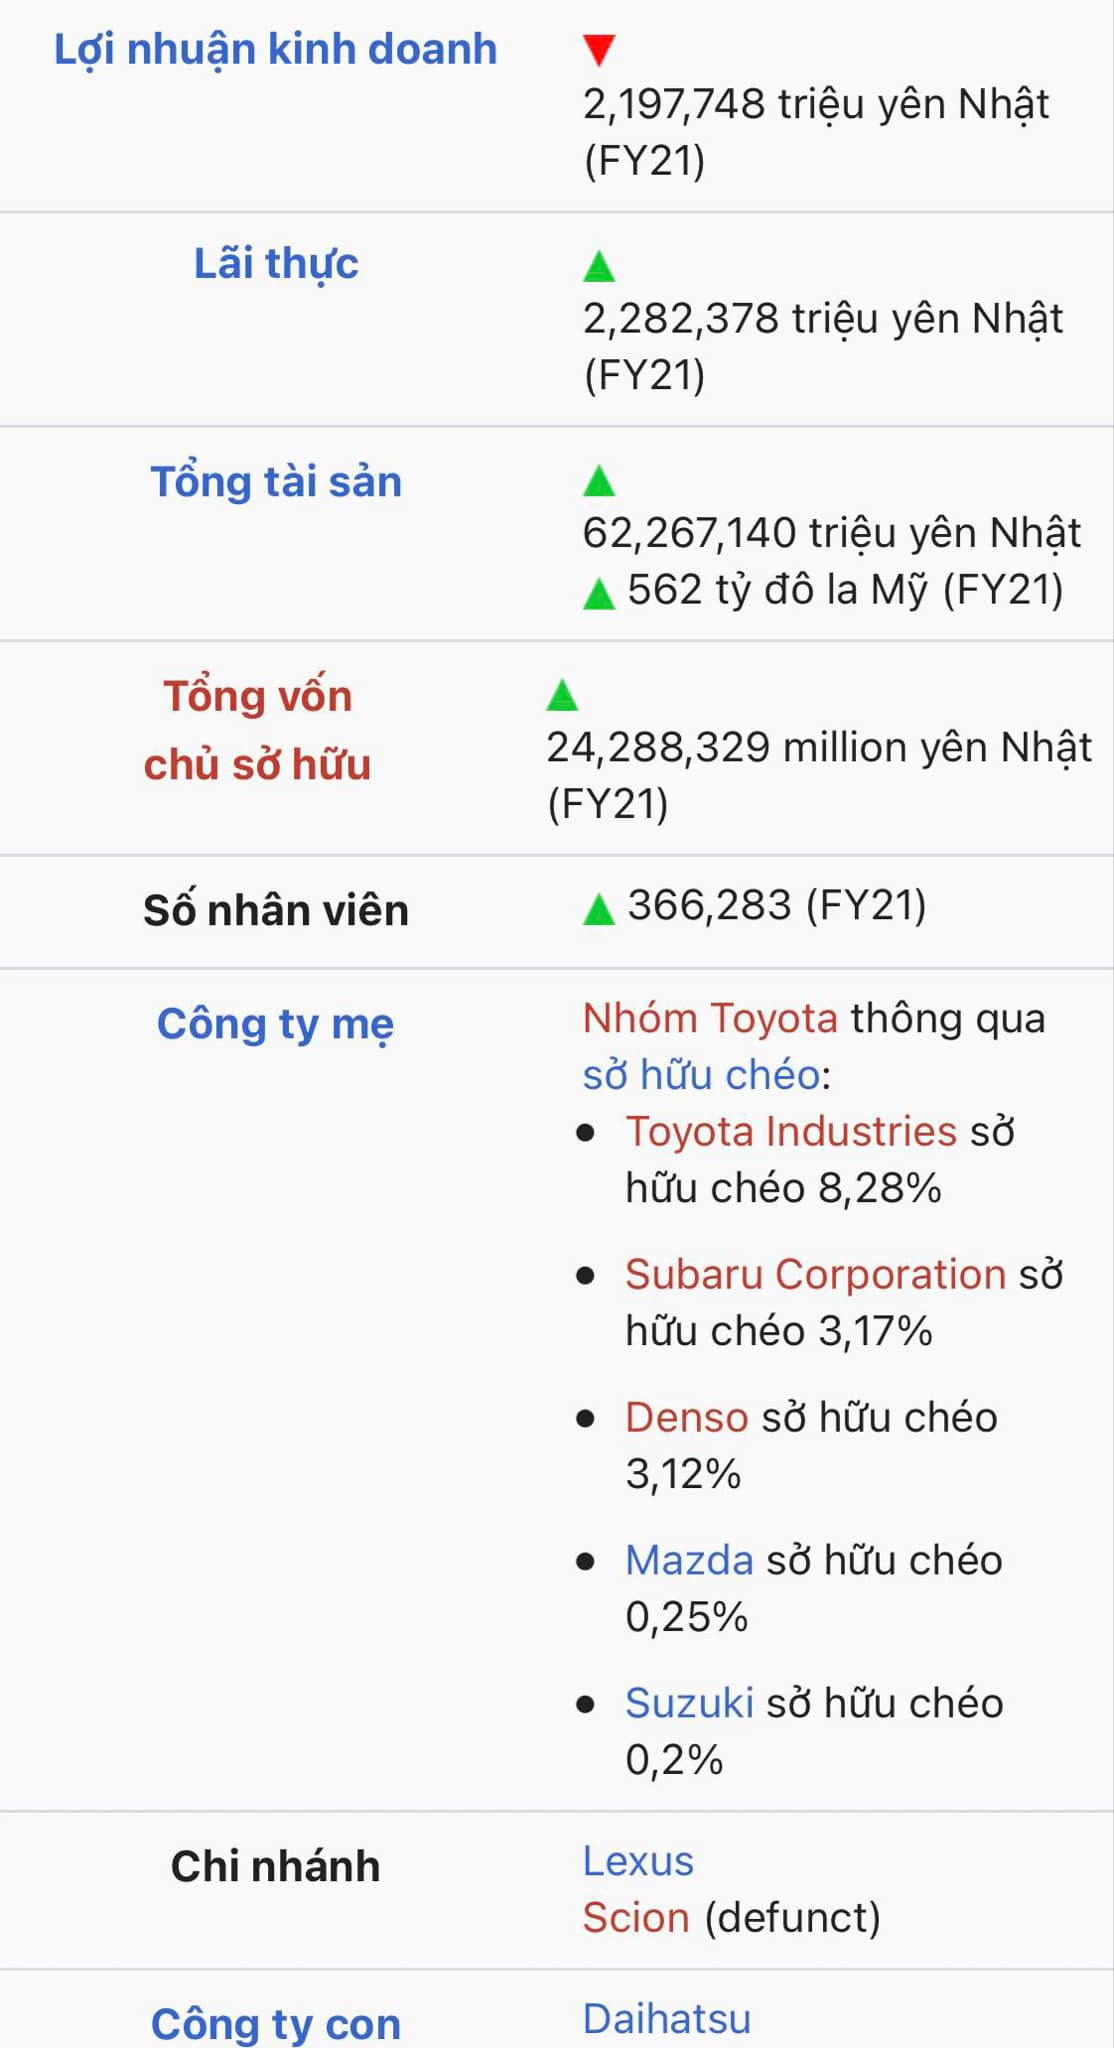 Lợi nhuận kinh doanh
▼
2,197,748 triệu yên Nhật
(FY21)
Lãi thực
▲
2,282,378 triệu yên Nhật
(FY21)
Tổng tài sản
▲
62,267,140 triệu yên Nhật
▲ 562 tỷ đô la Mỹ (FY21)
Tổng vốn
chủ sở hữu
▲
24,288,329 million yên Nhật
(FY21)
Số nhân viên
▲ 366,283 (FY21)
Công ty mẹ
Nhóm Toyota thông qua
sở hữu chéo:
• Toyota Industries sở
hữu chéo 8,28%
• Subaru Corporation sở
hữu chéo 3,17%
• Denso sở hữu chéo
3,12%
• Mazda sở hữu chéo
0,25%
• Suzuki sở hữu chéo
0,2%
Chi nhánh
Lexus
Scion (defunct)
Công ty con
Daihatsu